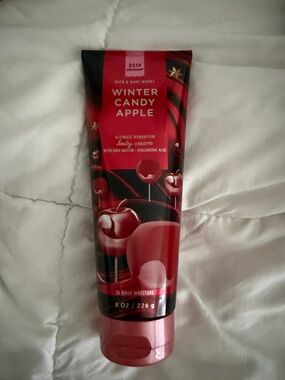 BATH & BODY WORKS
WINTER
CANDY
APPLE
ULTIMATE HYDRATION
body cream
WITH SHEA BUTTER + HYALURONIC ACID
24 HOUR MOISTURE
8 OZ / 226 g